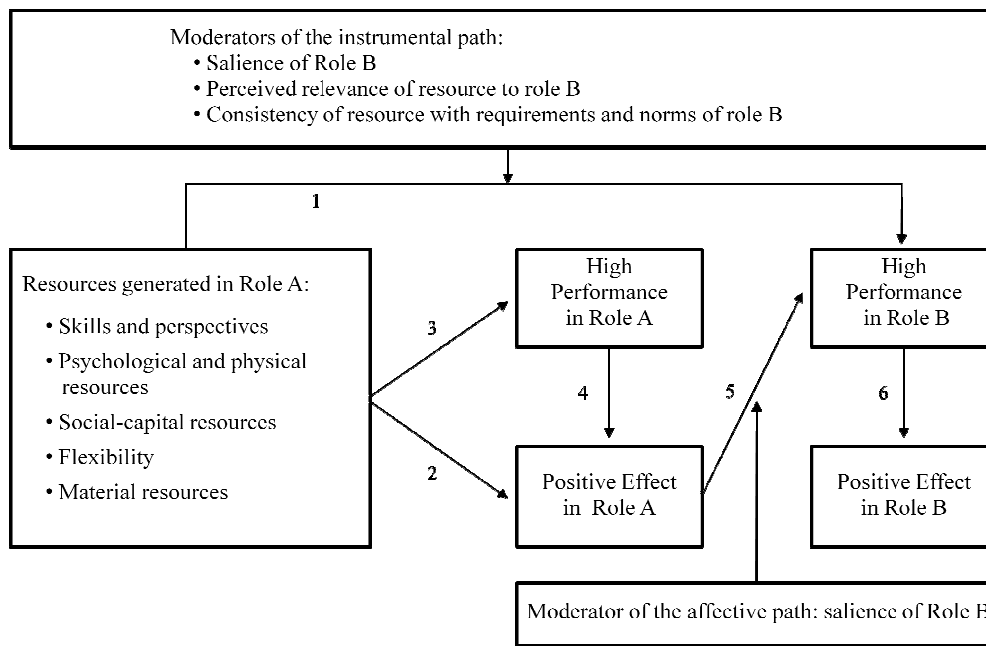 Moderators of the instrumental path:
• Salience of Role B
• Perceived relevance of resource to role B
• Consistency of resource with requirements and norms of role B
1
Resources generated in Role A:
• Skills and perspectives
• Psychological and physical
resources
• Social-capital resources
• Flexibility
• Material resources
3
2
High
Performance
in Role A
4
Positive Effect
in Role A
5
High
Performance
in Role B
6
Positive Effect
in Role B
Moderator of the affective path: salience of Role B